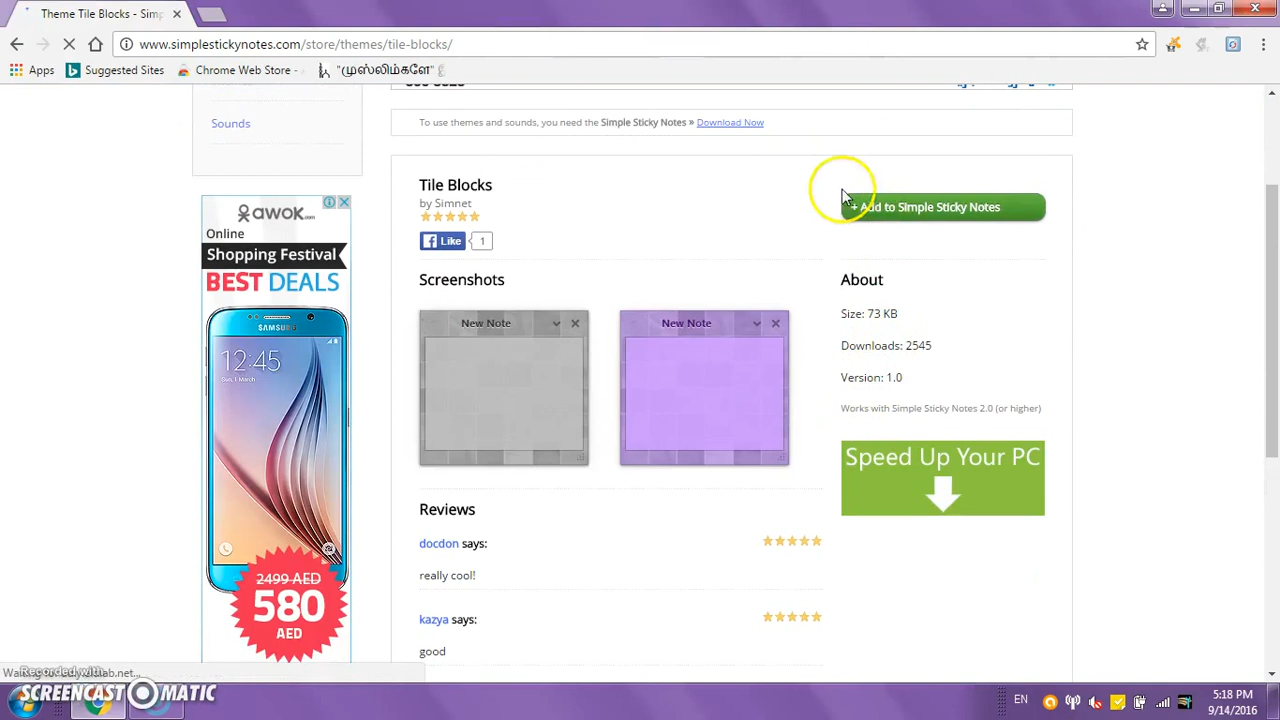 Theme Tile Blocks - Sim
www.simplestickynotes.com/store/themes/tile-blocks/
Apps
Suggested Sites
Chrome Web Store -
"முஸ்லிம்களே"
Sounds
To use themes and sounds, you need the Simple Sticky Notes » Download Now
Tile Blocks
by Simnet
Like 1
+ Add to Simple Sticky Notes
Screenshots
About
New Note
New Note
Size: 73 KB
Downloads: 2545
Version: 1.0
Works with Simple Sticky Notes 2.0 (or higher)
Speed Up Your PC
Reviews
docdon says:
really cool!
kazya says:
good
awok.com
Online
Shopping Festival
BEST DEALS
SAMSUNG
12:45
Sun, 1 March
2499 AED
580
AED
Recorded with
SCREENCAST MATIC
EN
5:18 PM
9/14/2016